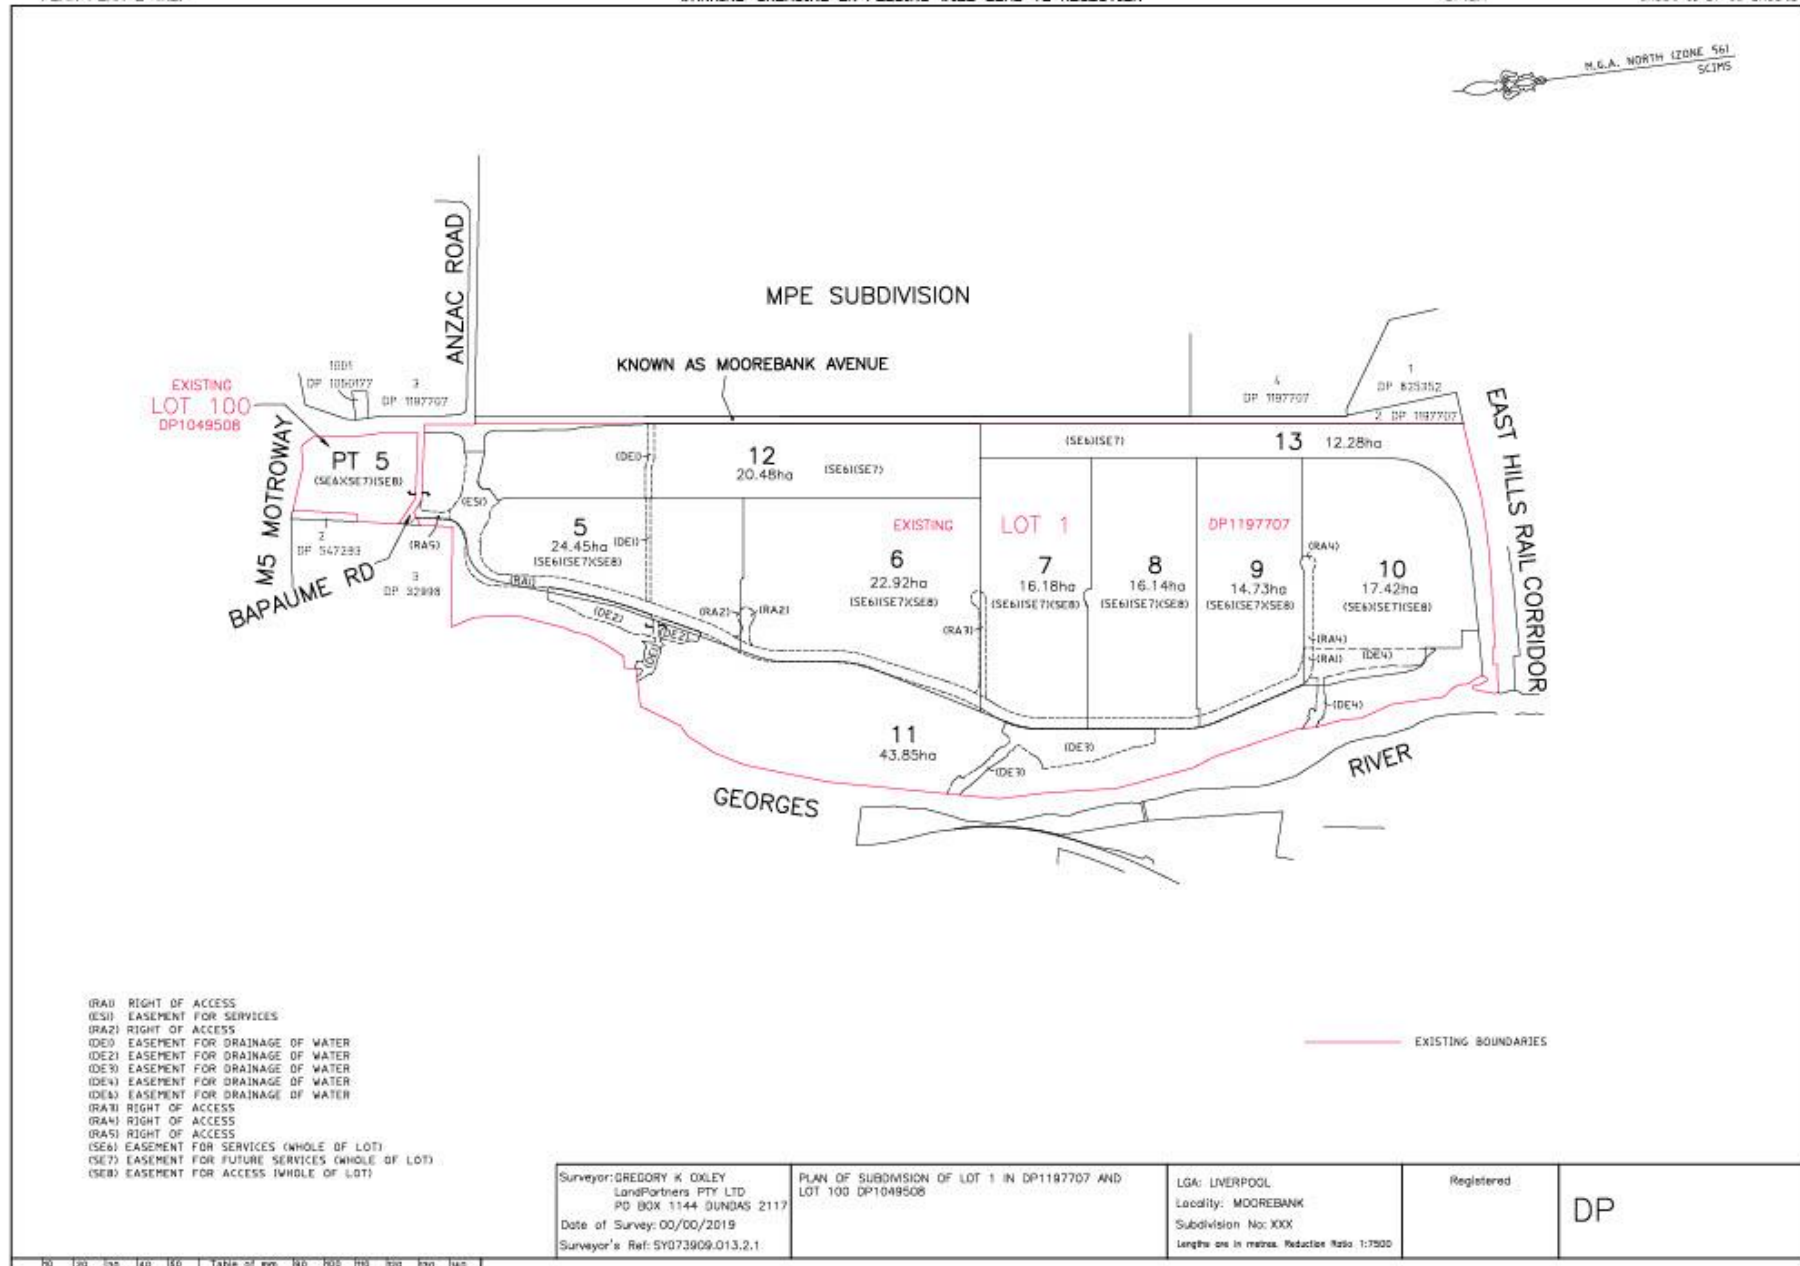 M.G.A. NORTH (ZONE 56)
SCIMS
ANZAC ROAD
MPE SUBDIVISION
KNOWN AS MOOREBANK AVENUE
EXISTING
LOT 100
DP1049508
1001
DP 1050177
3
DP 1197707
4
DP 1197707
1
DP 825352
2 DP 1197707
EAST HILLS RAIL CORRIDOR
M5 MOTROWAY
PT 5
(SE6)(SE7)(SE8)
(ES1)
(DE1)
12
20.48ha
(SE6)(SE7)
(SE6)(SE7)
13 12.28ha
2
DP 547293
BAPAUME RD
(RA5)
3
DP 32998
5
24.45ha
(SE6)(SE7)(SE8)
(DE1)
(RA1)
EXISTING LOT 1 DP1197707
6
22.92ha
(SE6)(SE7)(SE8)
7
16.18ha
(SE6)(SE7)(SE8)
8
16.14ha
(SE6)(SE7)(SE8)
9
14.73ha
(SE6)(SE7)(SE8)
(RA4)
10
17.42ha
(SE6)(SE7)(SE8)
(DE2)
(DE2)
(DE1)
(RA2)
(RA2)
(RA3)
(RA4)
(RA1)
(DE4)
(DE4)
11
43.85ha
(DE3)
(DE3)
GEORGES
RIVER
(RA1) RIGHT OF ACCESS
(ES1) EASEMENT FOR SERVICES
(RA2) RIGHT OF ACCESS
(DE1) EASEMENT FOR DRAINAGE OF WATER
(DE2) EASEMENT FOR DRAINAGE OF WATER
(DE3) EASEMENT FOR DRAINAGE OF WATER
(DE4) EASEMENT FOR DRAINAGE OF WATER
(DE6) EASEMENT FOR DRAINAGE OF WATER
(RA3) RIGHT OF ACCESS
(RA4) RIGHT OF ACCESS
(RA5) RIGHT OF ACCESS
(SE6) EASEMENT FOR SERVICES (WHOLE OF LOT)
(SE7) EASEMENT FOR FUTURE SERVICES (WHOLE OF LOT)
(SE8) EASEMENT FOR ACCESS (WHOLE OF LOT)
EXISTING BOUNDARIES
Surveyor: GREGORY K OXLEY
LandPartners PTY LTD
PO BOX 1144 DUNDAS 2117
Date of Survey: 00/00/2019
Surveyor's Ref: SY073909.013.2.1
PLAN OF SUBDIVISION OF LOT 1 IN DP1197707 AND
LOT 100 DP1049508
LGA: LIVERPOOL
Locality: MOOREBANK
Subdivision No: XXX
Lengths are in metres. Reduction Ratio 1:7500
Registered
DP
Table of mm